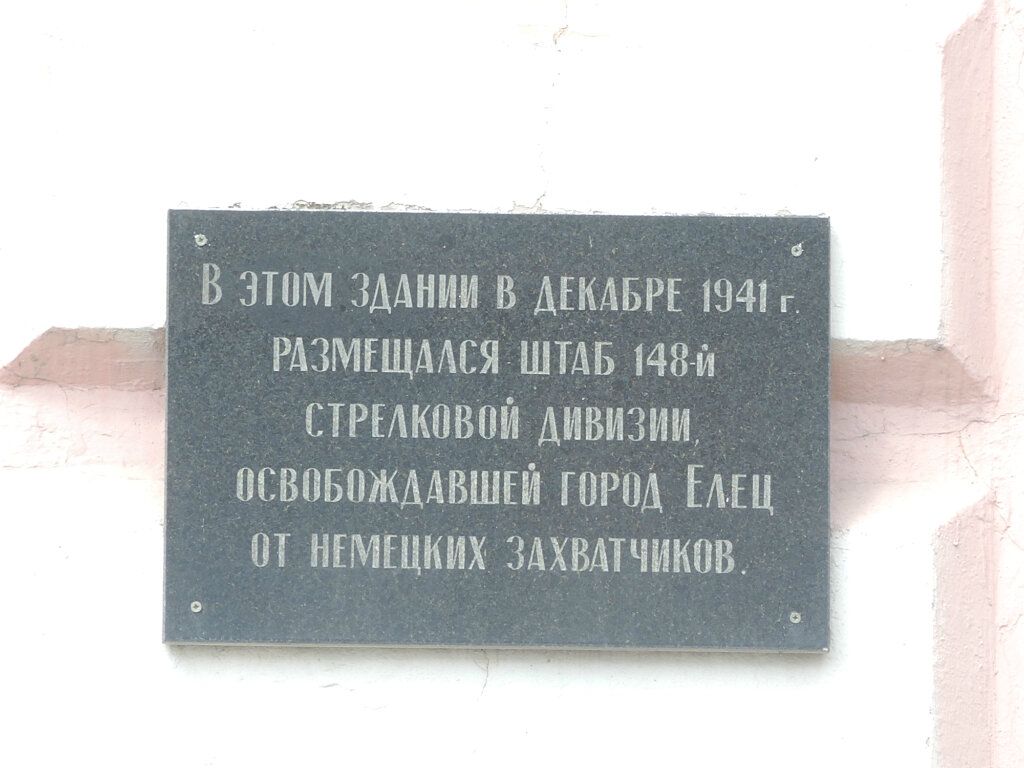 В ЭТОМ ЗДАНИИ В ДЕКАБРЕ 1941 г.
РАЗМЕЩАЛСЯ ШТАБ 148-й
СТРЕЛКОВОЙ ДИВИЗИИ,
ОСВОБОЖДАВШЕЙ ГОРОД ЕЛЕЦ
ОТ НЕМЕЦКИХ ЗАХВАТЧИКОВ.